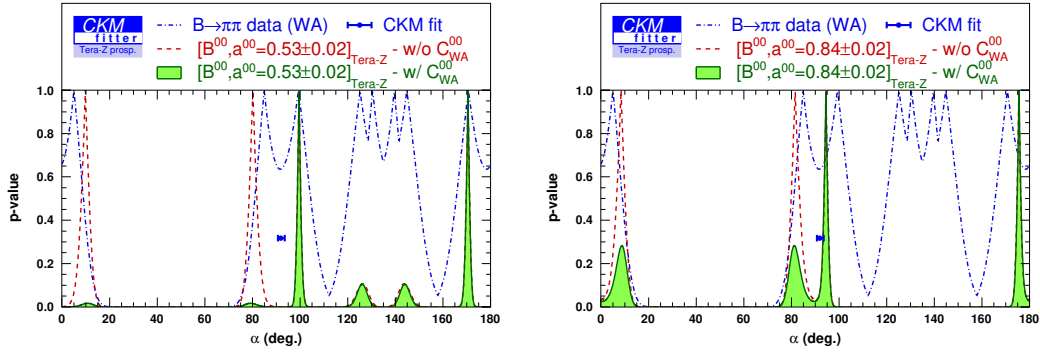 CKM
fitter
Tera-Z prosp.
B→ππ data (WA) CKM fit
[B⁰⁰,a⁰⁰=0.53±0.02]Tera-Z - w/o C⁰⁰WA
[B⁰⁰,a⁰⁰=0.53±0.02]Tera-Z - w/ C⁰⁰WA
p-value
1.0
0.8
0.6
0.4
0.2
0.0
0 20 40 60 80 100 120 140 160 180
α (deg.)
CKM
fitter
Tera-Z prosp.
B→ππ data (WA) CKM fit
[B⁰⁰,a⁰⁰=0.84±0.02]Tera-Z - w/o C⁰⁰WA
[B⁰⁰,a⁰⁰=0.84±0.02]Tera-Z - w/ C⁰⁰WA
p-value
1.0
0.8
0.6
0.4
0.2
0.0
0 20 40 60 80 100 120 140 160 180
α (deg.)